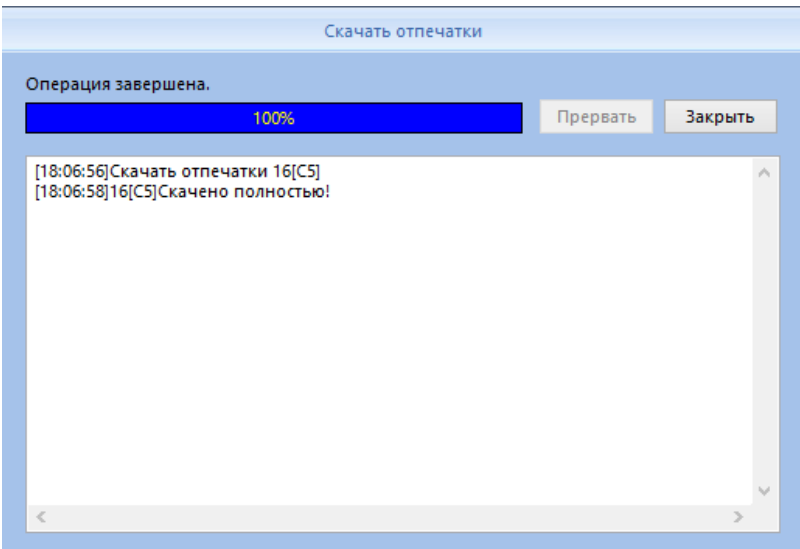 Скачать отпечатки
Операция завершена.
100%
Прервать
Закрыть
[18:06:56]Скачать отпечатки 16[C5]
[18:06:58]16[C5]Скачено полностью!